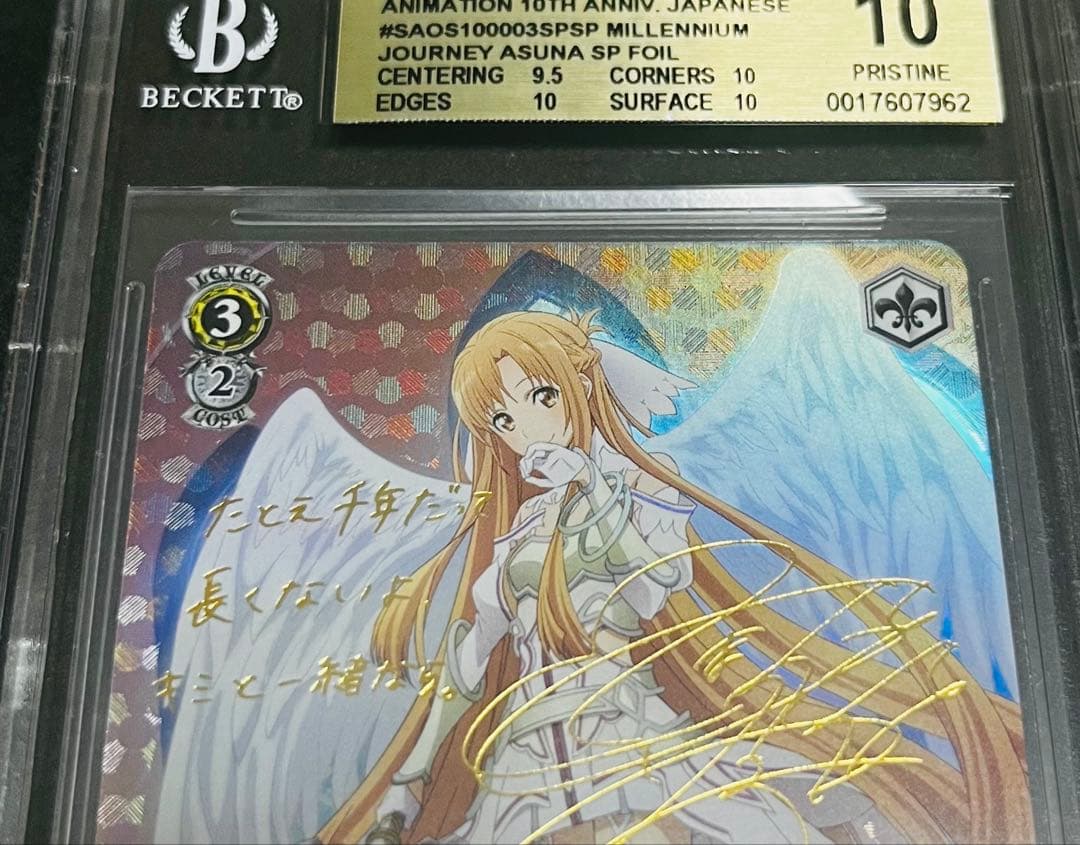 B
BECKETT®
ANIMATION 10TH ANNIV. JAPANESE
#SAOS100003SPSP MILLENNIUM
JOURNEY ASUNA SP FOIL
CENTERING 9.5 CORNERS 10
EDGES 10 SURFACE 10
10
PRISTINE
0017607962
LEVEL
3
2
COST
たとえ千年だって
長くないよ。
キミと一緒なら。